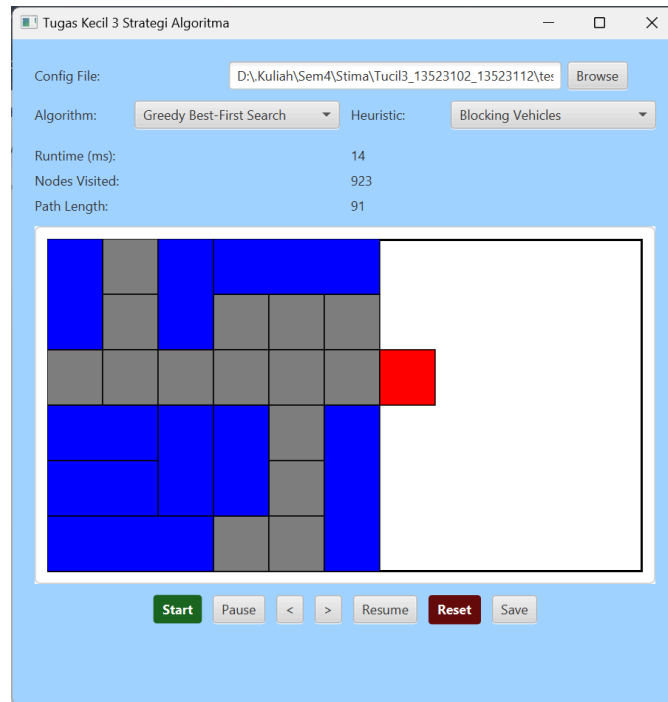 Tugas Kecil 3 Strategi Algoritma
Config File: D:\.Kuliah\Sem4\Stima\Tucil3_13523102_13523112\tes Browse
Algorithm: Greedy Best-First Search Heuristic: Blocking Vehicles
Runtime (ms): 14
Nodes Visited: 923
Path Length: 91
Start Pause < > Resume Reset Save